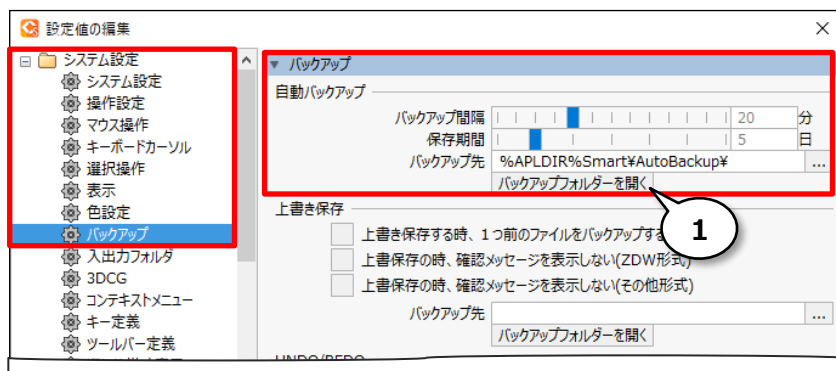 設定値の編集
システム設定
システム設定
操作設定
マウス操作
キーボードカーソル
選択操作
表示
色設定
バックアップ
入出力フォルダ
3DCG
コンテキストメニュー
キー定義
ツールバー定義
バックアップ
自動バックアップ
バックアップ間隔 20 分
保存期間 5 日
バックアップ先 %APLDIR%Smart¥AutoBackup¥ ...
バックアップフォルダーを開く
1
上書き保存
上書き保存する時、1つ前のファイルをバックアップする
上書保存の時、確認メッセージを表示しない(ZDW形式)
上書保存の時、確認メッセージを表示しない(その他形式)
バックアップ先 ...
バックアップフォルダーを開く
UNDO/REDO